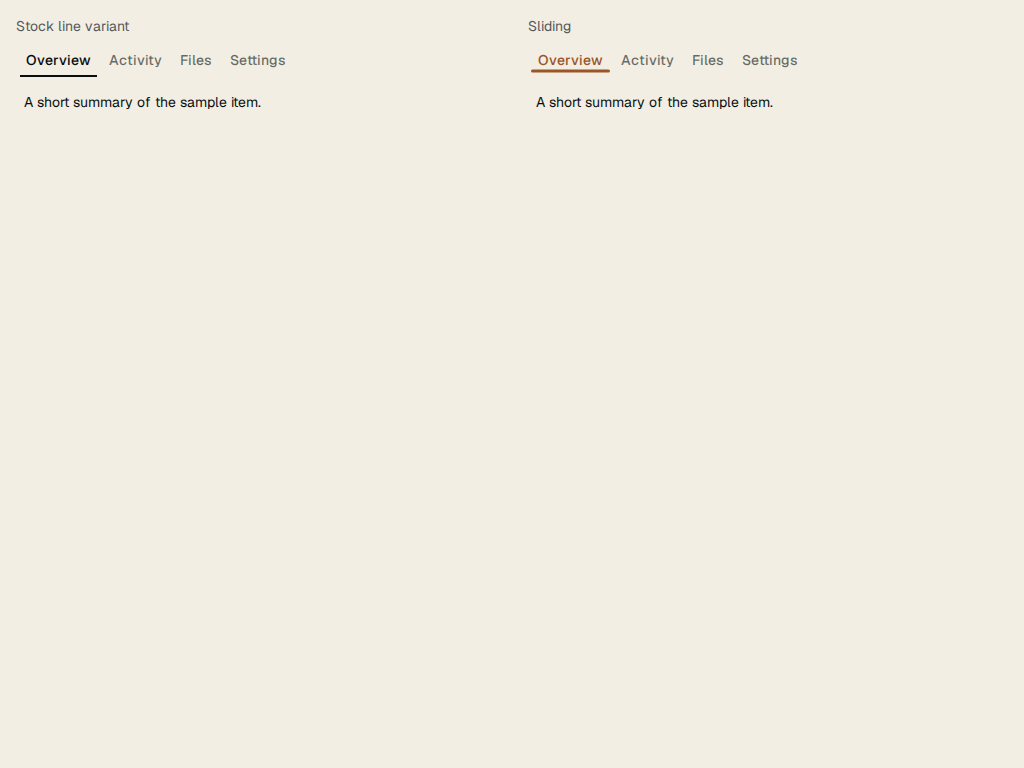 Stock line variant
Overview Activity Files Settings
A short summary of the sample item.
Sliding
Overview Activity Files Settings
A short summary of the sample item.